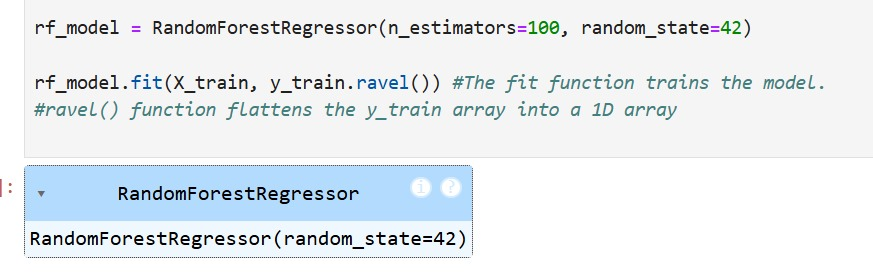 rf_model = RandomForestRegressor(n_estimators=100, random_state=42)
rf_model.fit(X_train, y_train.ravel()) #The fit function trains the model.
#ravel() function flattens the y_train array into a 1D array
]:
▾ RandomForestRegressor i ?
RandomForestRegressor(random_state=42)